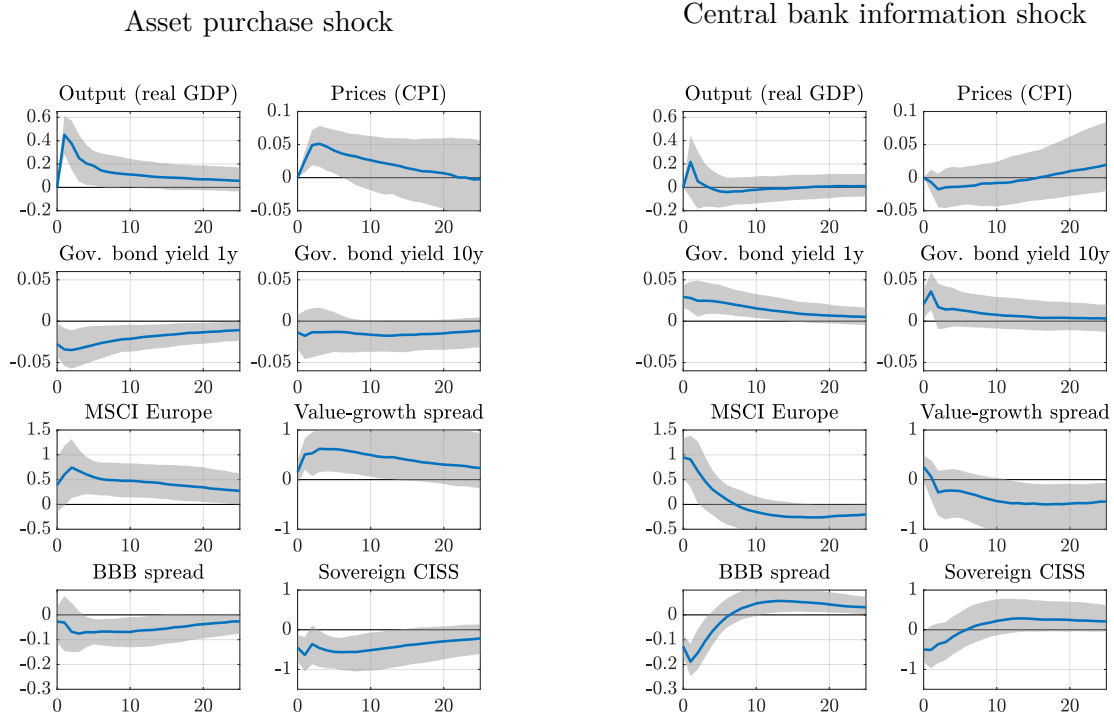 Asset purchase shock
Output (real GDP)
Prices (CPI)
0.6
0.4
0.2
0
-0.2
0 10 20
0.1
0.05
0
-0.05
0 10 20
Gov. bond yield 1y
Gov. bond yield 10y
0.05
0
-0.05
0 10 20
0.05
0
-0.05
0 10 20
MSCI Europe
Value-growth spread
1.5
1
0.5
0
-0.5
0 10 20
1
0
-1
0 10 20
BBB spread
Sovereign CISS
0
-0.1
-0.2
-0.3
0 10 20
1
0
-1
0 10 20
Central bank information shock
Output (real GDP)
Prices (CPI)
0.6
0.4
0.2
0
-0.2
0 10 20
0.1
0.05
0
-0.05
0 10 20
Gov. bond yield 1y
Gov. bond yield 10y
0.05
0
-0.05
0 10 20
0.05
0
-0.05
0 10 20
MSCI Europe
Value-growth spread
1.5
1
0.5
0
-0.5
0 10 20
1
0
-1
0 10 20
BBB spread
Sovereign CISS
0
-0.1
-0.2
-0.3
0 10 20
1
0
-1
0 10 20